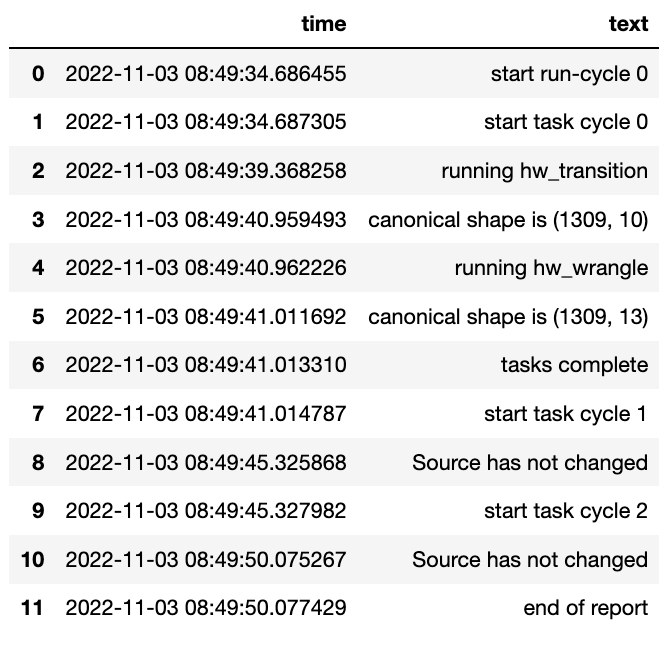 time text
0 2022-11-03 08:49:34.686455 start run-cycle 0
1 2022-11-03 08:49:34.687305 start task cycle 0
2 2022-11-03 08:49:39.368258 running hw_transition
3 2022-11-03 08:49:40.959493 canonical shape is (1309, 10)
4 2022-11-03 08:49:40.962226 running hw_wrangle
5 2022-11-03 08:49:41.011692 canonical shape is (1309, 13)
6 2022-11-03 08:49:41.013310 tasks complete
7 2022-11-03 08:49:41.014787 start task cycle 1
8 2022-11-03 08:49:45.325868 Source has not changed
9 2022-11-03 08:49:45.327982 start task cycle 2
10 2022-11-03 08:49:50.075267 Source has not changed
11 2022-11-03 08:49:50.077429 end of report